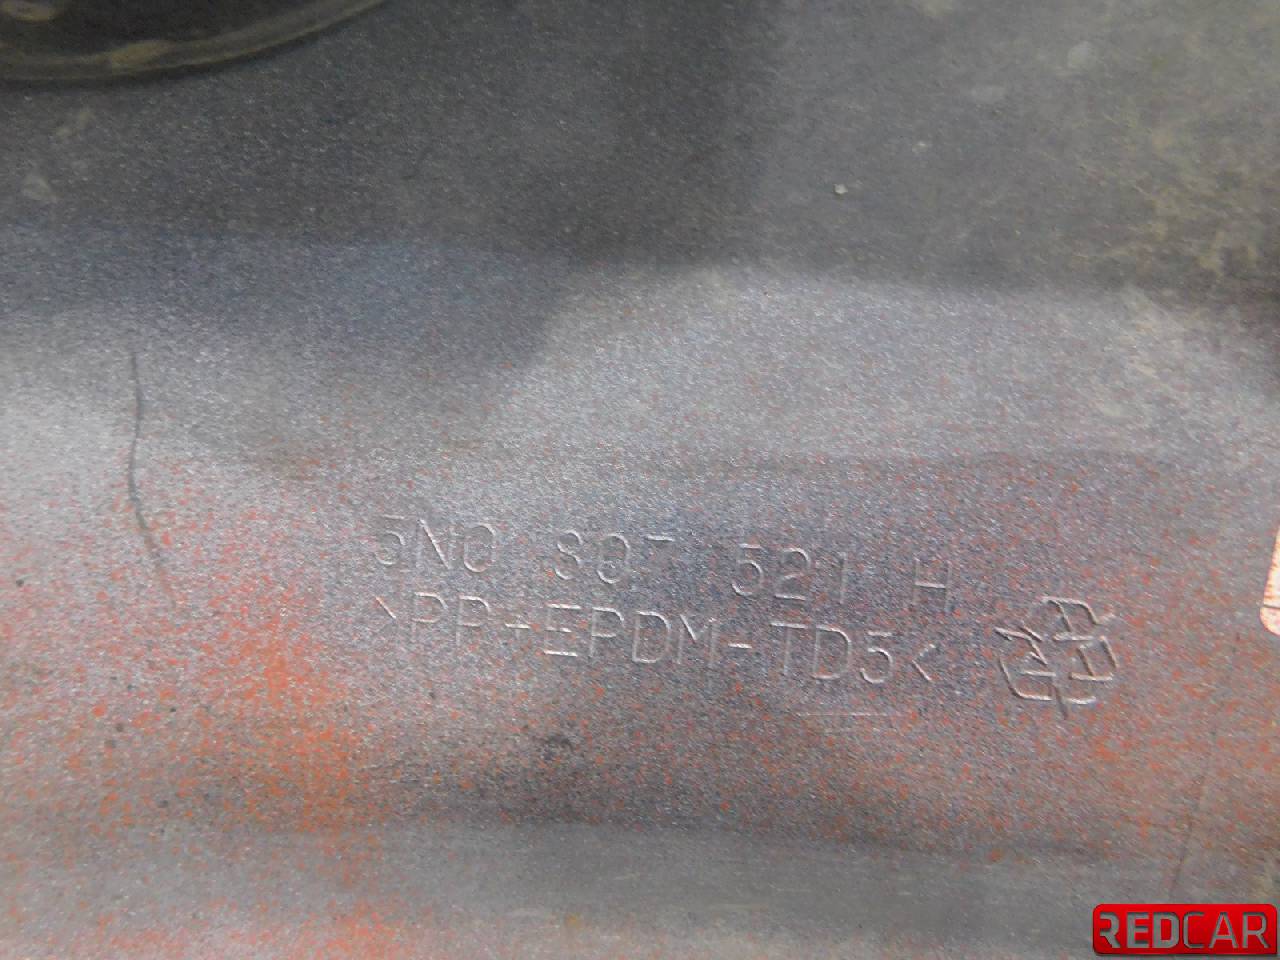 5N0 807 521 H
>PP+EPDM-TD5<
REDCAR